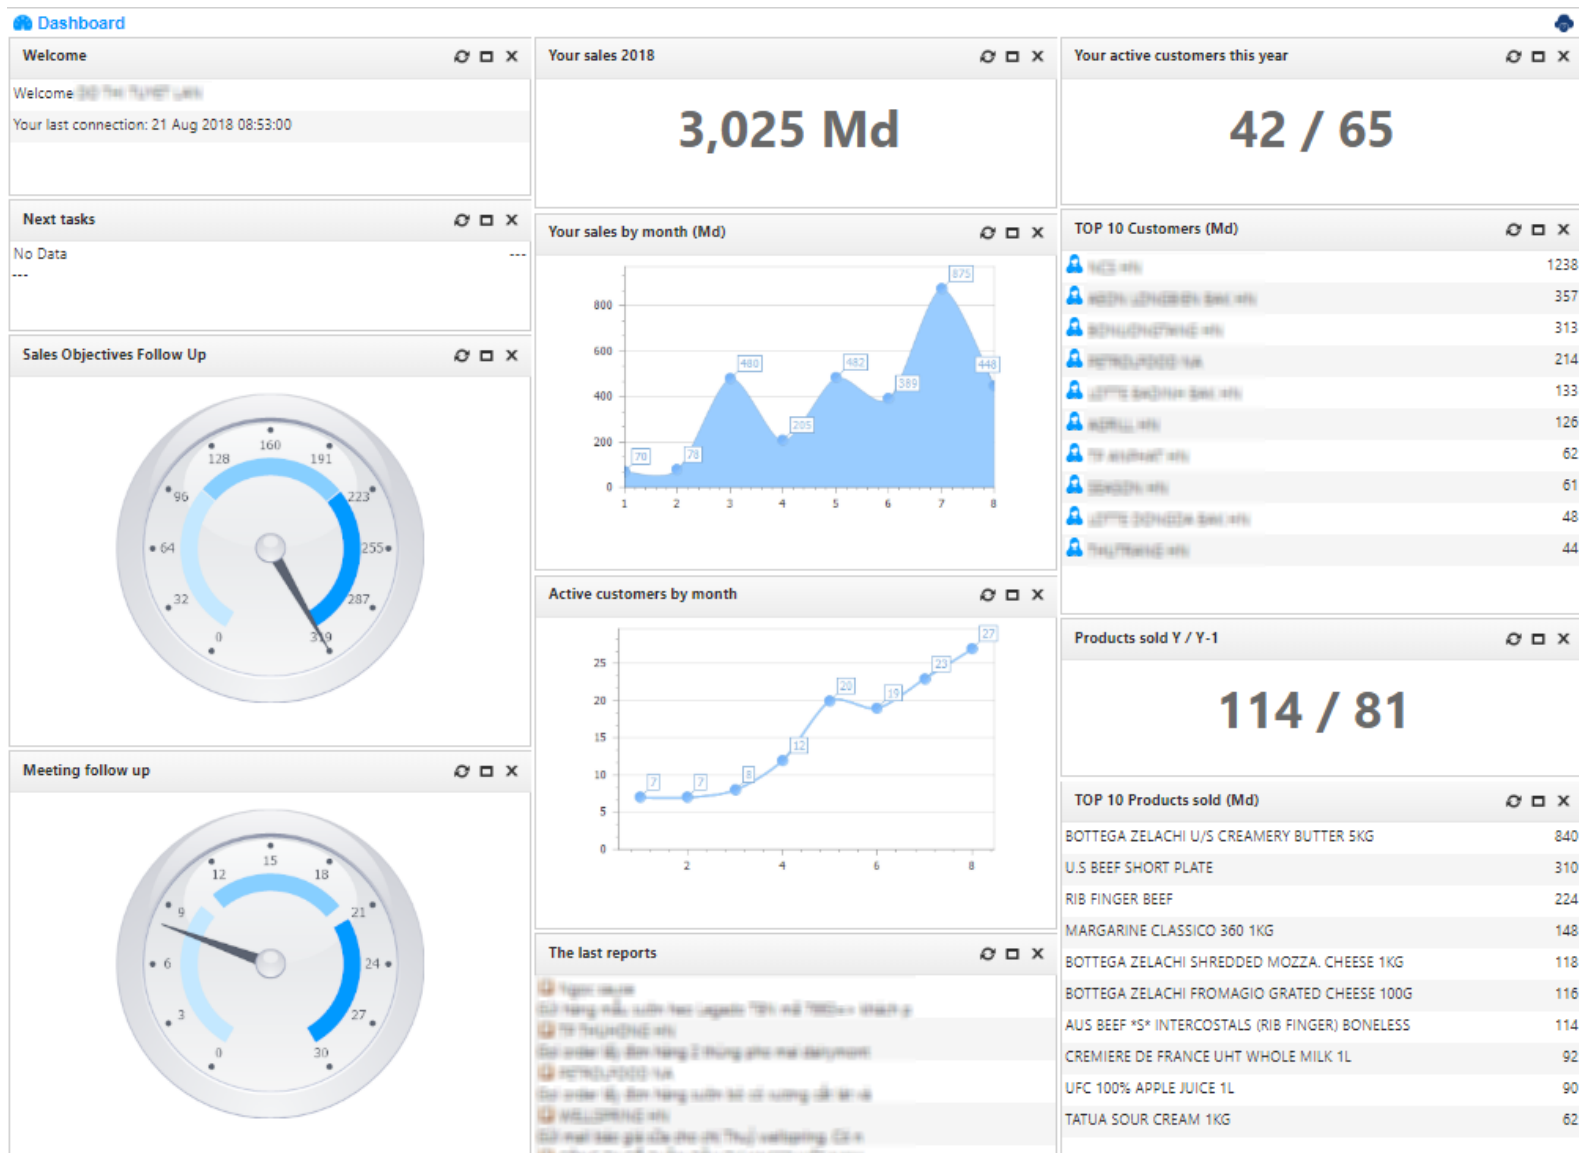 Dashboard
Welcome
Welcome
Your last connection: 21 Aug 2018 08:53:00
Next tasks
No Data ---
---
Sales Objectives Follow Up
0
32
64
96
128
160
191
223
255
287
319
Meeting follow up
0
3
6
9
12
15
18
21
24
27
30
Your sales 2018
3,025 Md
Your sales by month (Md)
800
600
400
200
0
1 2 3 4 5 6 7 8
70
78
480
205
482
389
875
448
Active customers by month
25
20
15
10
5
0
2 4 6 8
7
7
8
12
20
19
23
27
The last reports
Your active customers this year
42 / 65
TOP 10 Customers (Md)
1238
357
313
214
133
126
62
61
48
44
Products sold Y / Y-1
114 / 81
TOP 10 Products sold (Md)
BOTTEGA ZELACHI U/S CREAMERY BUTTER 5KG 840
U.S BEEF SHORT PLATE 310
RIB FINGER BEEF 224
MARGARINE CLASSICO 360 1KG 148
BOTTEGA ZELACHI SHREDDED MOZZA. CHEESE 1KG 118
BOTTEGA ZELACHI FROMAGIO GRATED CHEESE 100G 116
AUS BEEF *S* INTERCOSTALS (RIB FINGER) BONELESS 114
CREMIERE DE FRANCE UHT WHOLE MILK 1L 92
UFC 100% APPLE JUICE 1L 90
TATUA SOUR CREAM 1KG 62